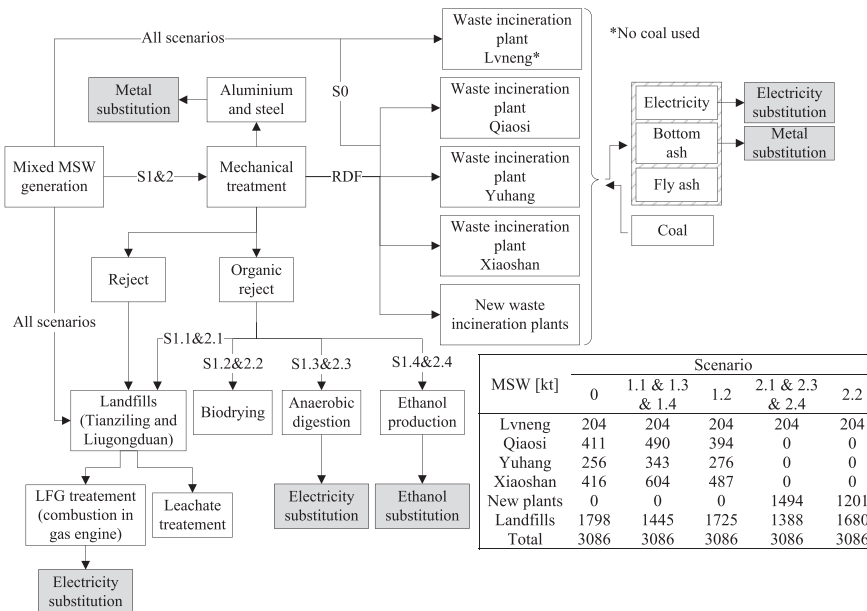 All scenarios
Waste incineration
plant
Lvneng*
*No coal used
Metal
substitution
Aluminium
and steel
S0
Waste incineration
plant
Qiaosi
Electricity
Electricity
substitution
Bottom
ash
Metal
substitution
Mixed MSW
generation
S1&2
Mechanical
treatment
RDF
Waste incineration
plant
Yuhang
Fly ash
Coal
Waste incineration
plant
Xiaoshan
Reject
Organic
reject
New waste
incineration plants
All scenarios
S1.1&2.1
S1.2&2.2
S1.3&2.3
S1.4&2.4
Landfills
(Tianziling and
Liugongduan)
Biodrying
Anaerobic
digestion
Ethanol
production
LFG treatement
(combustion in
gas engine)
Leachate
treatement
Electricity
substitution
Ethanol
substitution
Electricity
substitution
MSW [kt] Scenario
0 1.1 & 1.3 & 1.4 1.2 2.1 & 2.3 & 2.4 2.2
Lvneng 204 204 204 204 204
Qiaosi 411 490 394 0 0
Yuhang 256 343 276 0 0
Xiaoshan 416 604 487 0 0
New plants 0 0 0 1494 1201
Landfills 1798 1445 1725 1388 1680
Total 3086 3086 3086 3086 3086